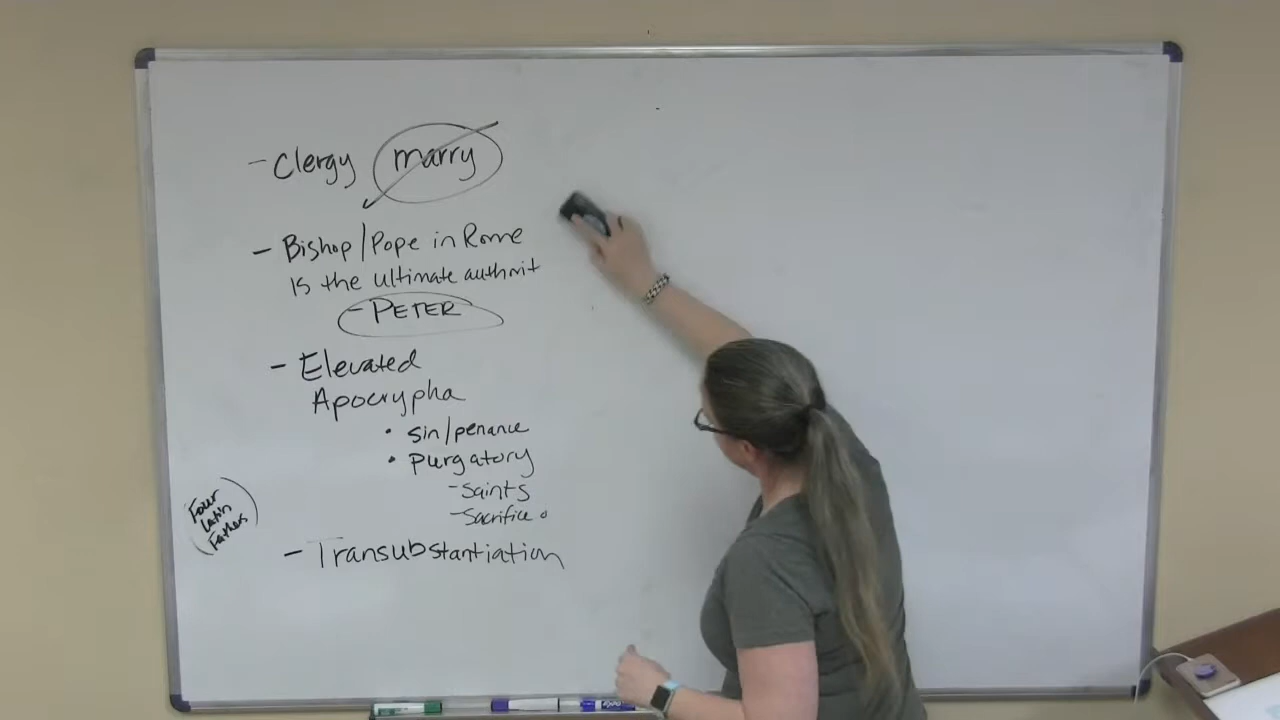 - Clergy marry
- Bishop/Pope in Rome
is the ultimate authrit
- PETER
- Elevated
Apocrypha
• sin/penance
• purgatory
- Saints
- Sacrifice
Four
Latin
Fathers
- Transubstantiation